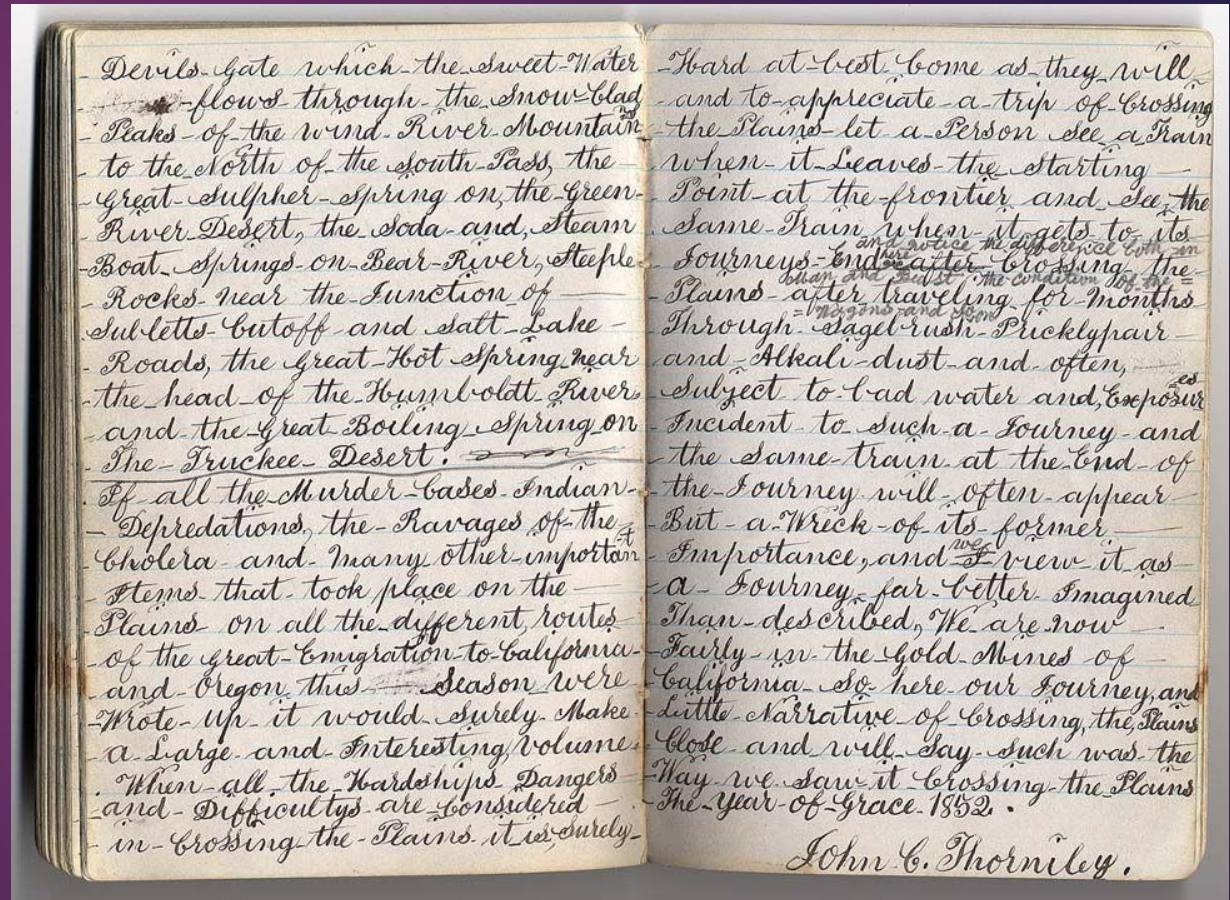 Devils-Gate which the Sweet-Water
flows through the Snow-Clad
Peaks of the wind River Mountains
to the North of the South Pass, the
Great Sulpher Spring on the Green
River Desert, the Soda and Steam
Boat Springs on Bear River, Steeple
Rocks near the Junction of
Subletts Cutoff and Salt Lake
Roads, the Great Hot Spring near
the head of the Humboldt River
and the Great Boiling Spring on
The Truckee Desert.
If all the Murder Cases Indian
Depredations, the Ravages of the
Cholera and many other important
Items that took place on the
Plains on all the different routes
of the great Emigration to California
and Oregon this Season were
Wrote up it would Surely Make
a Large and Interesting volume.
When all the Hardships Dangers
and Difficultys are Considered
in Crossing the Plains it is Surely
Hard at best Come as they will
and to appreciate a trip of Crossing
the Plains let a Person See a Train
when it Leaves the Starting
Point at the frontier and See the
Same Train when it gets to its
and notice the difference both in
Journeys End here after Crossing the
man and the condition of the
Plains after traveling for months
Wagons and
Through Sagebrush Pricklypair
and Alkali dust and often
Subject to bad water and, Exposures
Incident to Such a Journey and
the Same train at the End of
the Journey will often appear
But a Wreck of its former
Importance, and we view it as
a Journey far better Imagined
Than described, We are now
Fairly in the Gold Mines of
California So here our Journey, and
Little Narrative of Crossing, the Plains
Close and will Say Such was the
Way we Saw it Crossing the Plains
The Year of Grace 1852.
John C. Thorniley.